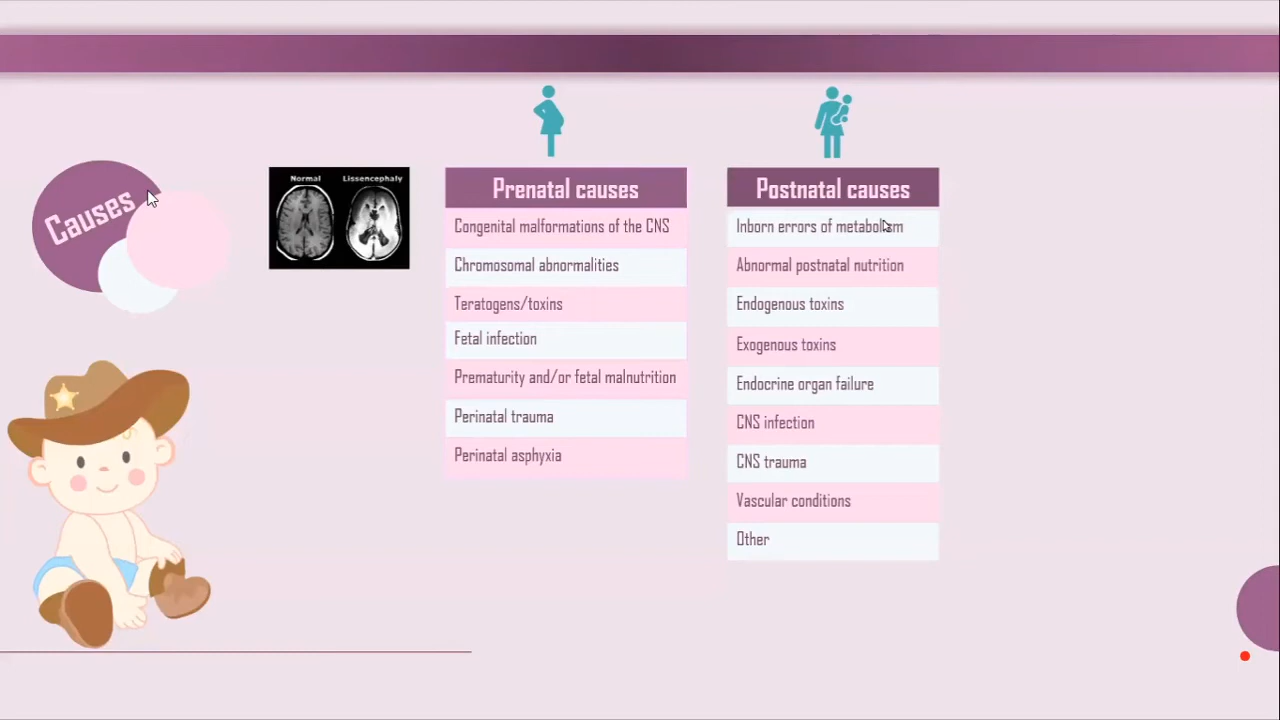 Causes
Normal
Lissencephaly
Prenatal causes
Congenital malformations of the CNS
Chromosomal abnormalities
Teratogens/toxins
Fetal infection
Prematurity and/or fetal malnutrition
Perinatal trauma
Perinatal asphyxia
Postnatal causes
Inborn errors of metabolism
Abnormal postnatal nutrition
Endogenous toxins
Exogenous toxins
Endocrine organ failure
CNS infection
CNS trauma
Vascular conditions
Other